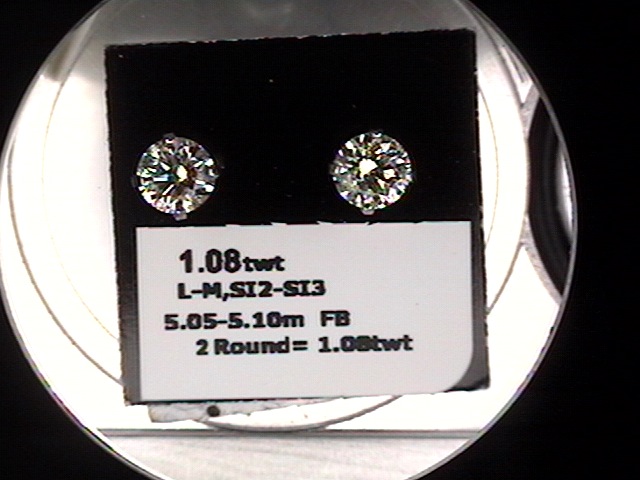 1.08twt
L-M,SI2-SI3
5.05-5.10m FB
2 Round= 1.08twt